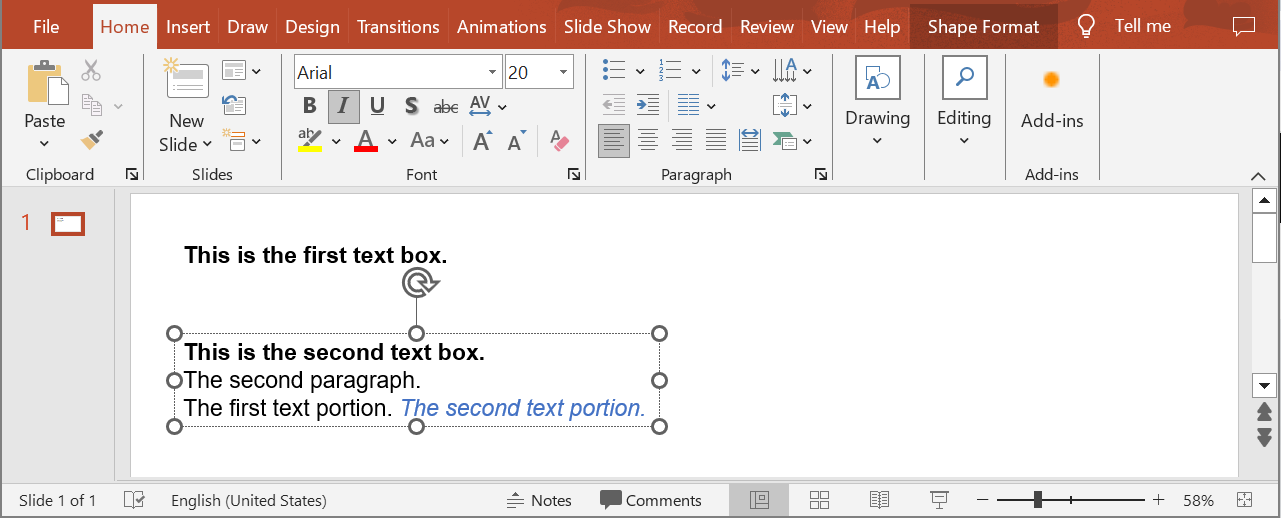 File Home Insert Draw Design Transitions Animations Slide Show Record Review View Help Shape Format Tell me
Arial 20
B I U S abc AV
ab A Aa A A
Paste
New
Slide
Drawing
Editing
Add-ins
Clipboard Slides Font Paragraph Add-ins
1
This is the first text box.
This is the second text box.
The second paragraph.
The first text portion. The second text portion.
Slide 1 of 1 English (United States) Notes Comments 58%